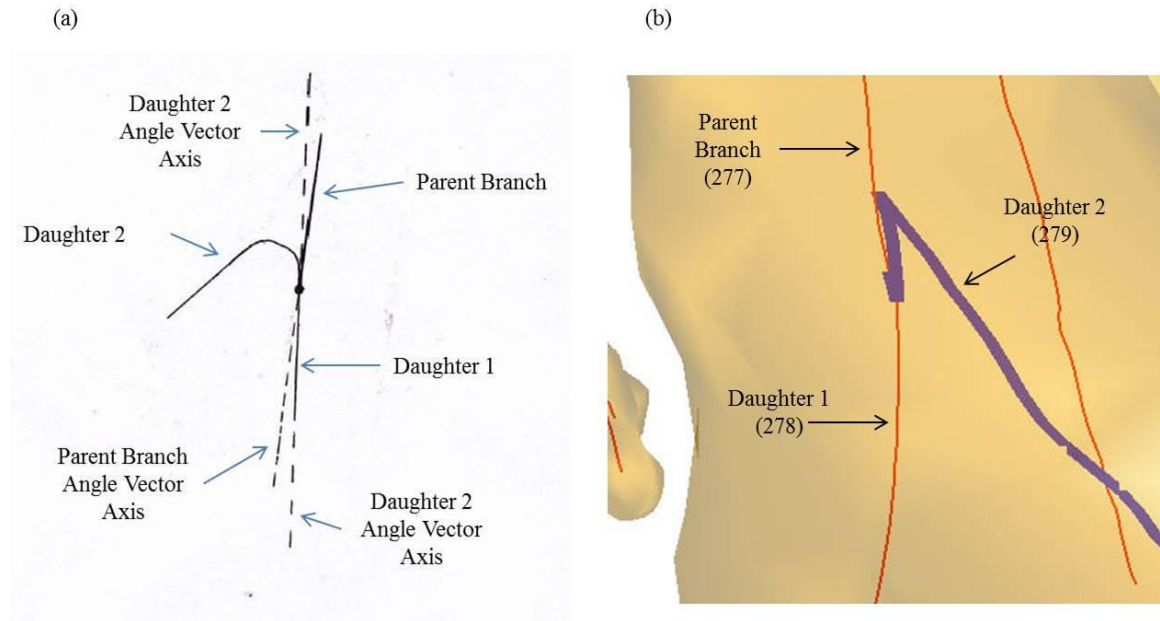 (a)
(b)
Daughter 2
Angle Vector
Axis
Parent Branch
Daughter 2
Daughter 1
Parent Branch
Angle Vector
Axis
Daughter 2
Angle Vector
Axis
Parent
Branch
(277)
Daughter 2
(279)
Daughter 1
(278)